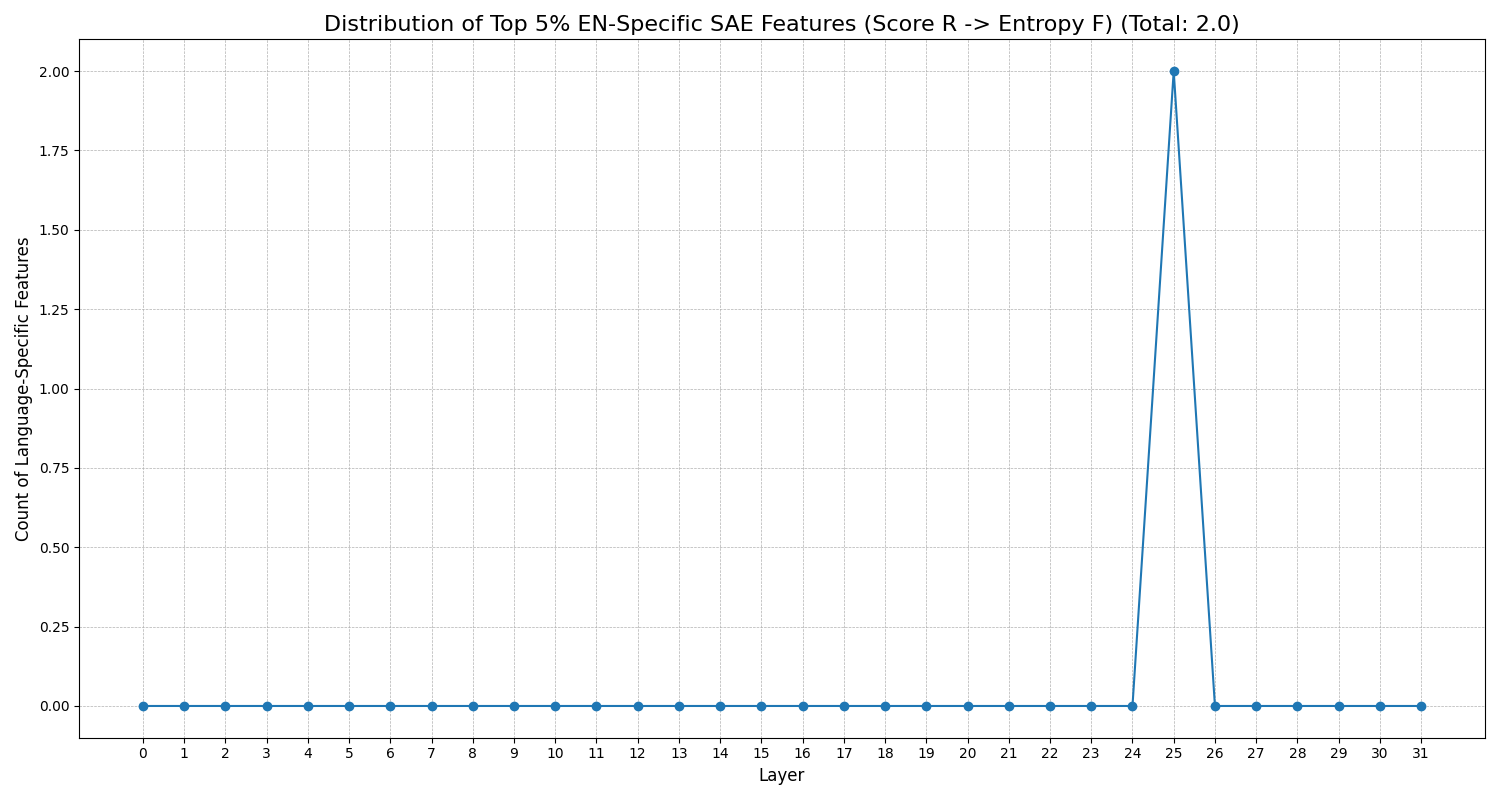 Distribution of Top 5% EN-Specific SAE Features (Score R -> Entropy F) (Total: 2.0)
Count of Language-Specific Features
2.00
1.75
1.50
1.25
1.00
0.75
0.50
0.25
0.00
0 1 2 3 4 5 6 7 8 9 10 11 12 13 14 15 16 17 18 19 20 21 22 23 24 25 26 27 28 29 30 31
Layer